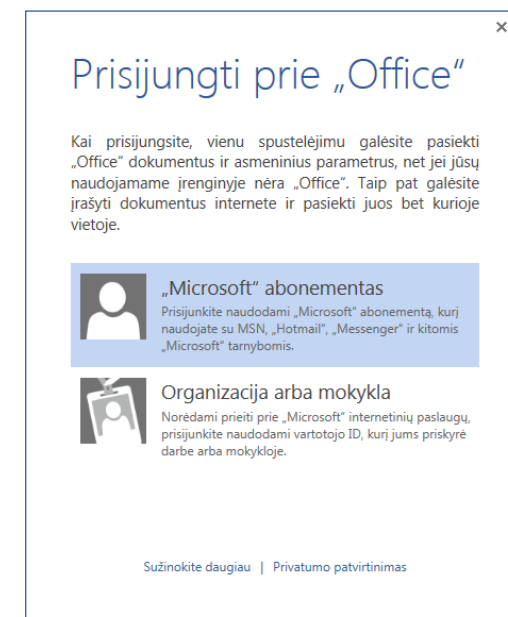 Prisijungti prie „Office“
Kai prisijungsite, vienu spustelėjimu galėsite pasiekti
„Office“ dokumentus ir asmeninius parametrus, net jei jūsų
naudojamame įrenginyje nėra „Office“. Taip pat galėsite
įrašyti dokumentus internete ir pasiekti juos bet kurioje
vietoje.
„Microsoft“ abonementas
Prisijunkite naudodami „Microsoft“ abonementą, kurį
naudojate su MSN, „Hotmail“, „Messenger“ ir kitomis
„Microsoft“ tarnybomis.
Organizacija arba mokykla
Norėdami prieiti prie „Microsoft“ internetinių paslaugų,
prisijunkite naudodami vartotojo ID, kurį jums priskyrė
darbe arba mokykloje.
Sužinokite daugiau | Privatumo patvirtinimas